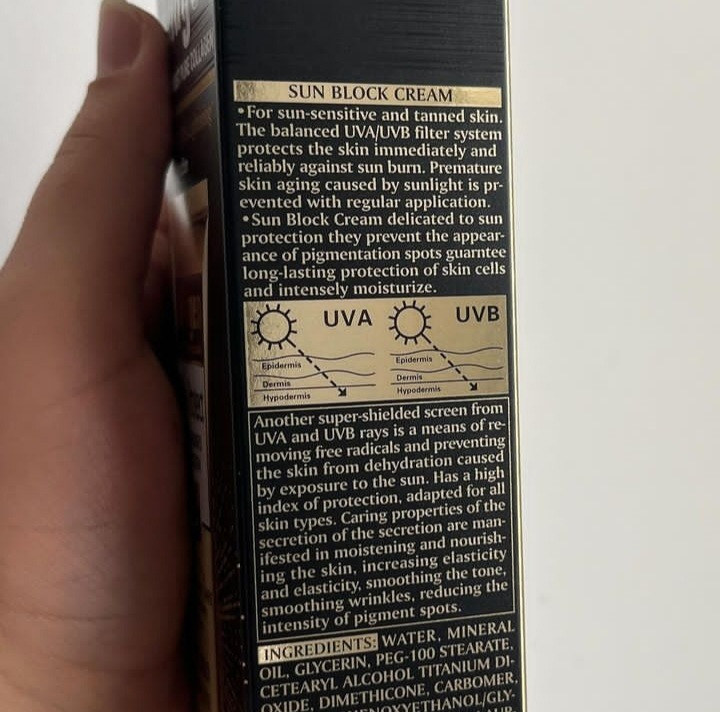 SUN BLOCK CREAM
•For sun-sensitive and tanned skin.
The balanced UVA/UVB filter system
protects the skin immediately and
reliably against sun burn. Premature
skin aging caused by sunlight is pr-
evented with regular application.
•Sun Block Cream delicated to sun
protection they prevent the appear-
ance of pigmentation spots guarntee
long-lasting protection of skin cells
and intensely moisturize.
UVA
Epidermis
Dermis
Hypodermis
UVB
Epidermis
Dermis
Hypodermis
Another super-shielded screen from
UVA and UVB rays is a means of re-
moving free radicals and preventing
the skin from dehydration caused
by exposure to the sun. Has a high
index of protection, adapted for all
skin types. Caring properties of the
secretion of the secretion are man-
ifested in moistening and nourish-
ing the skin, increasing elasticity
and elasticity, smoothing the tone,
smoothing wrinkles, reducing the
intensity of pigment spots.
INGREDIENTS: WATER, MINERAL
OIL, GLYCERIN, PEG-100 STEARATE,
CETEARYL ALCOHOL TITANIUM DI-
OXIDE, DIMETHICONE, CARBOMER,